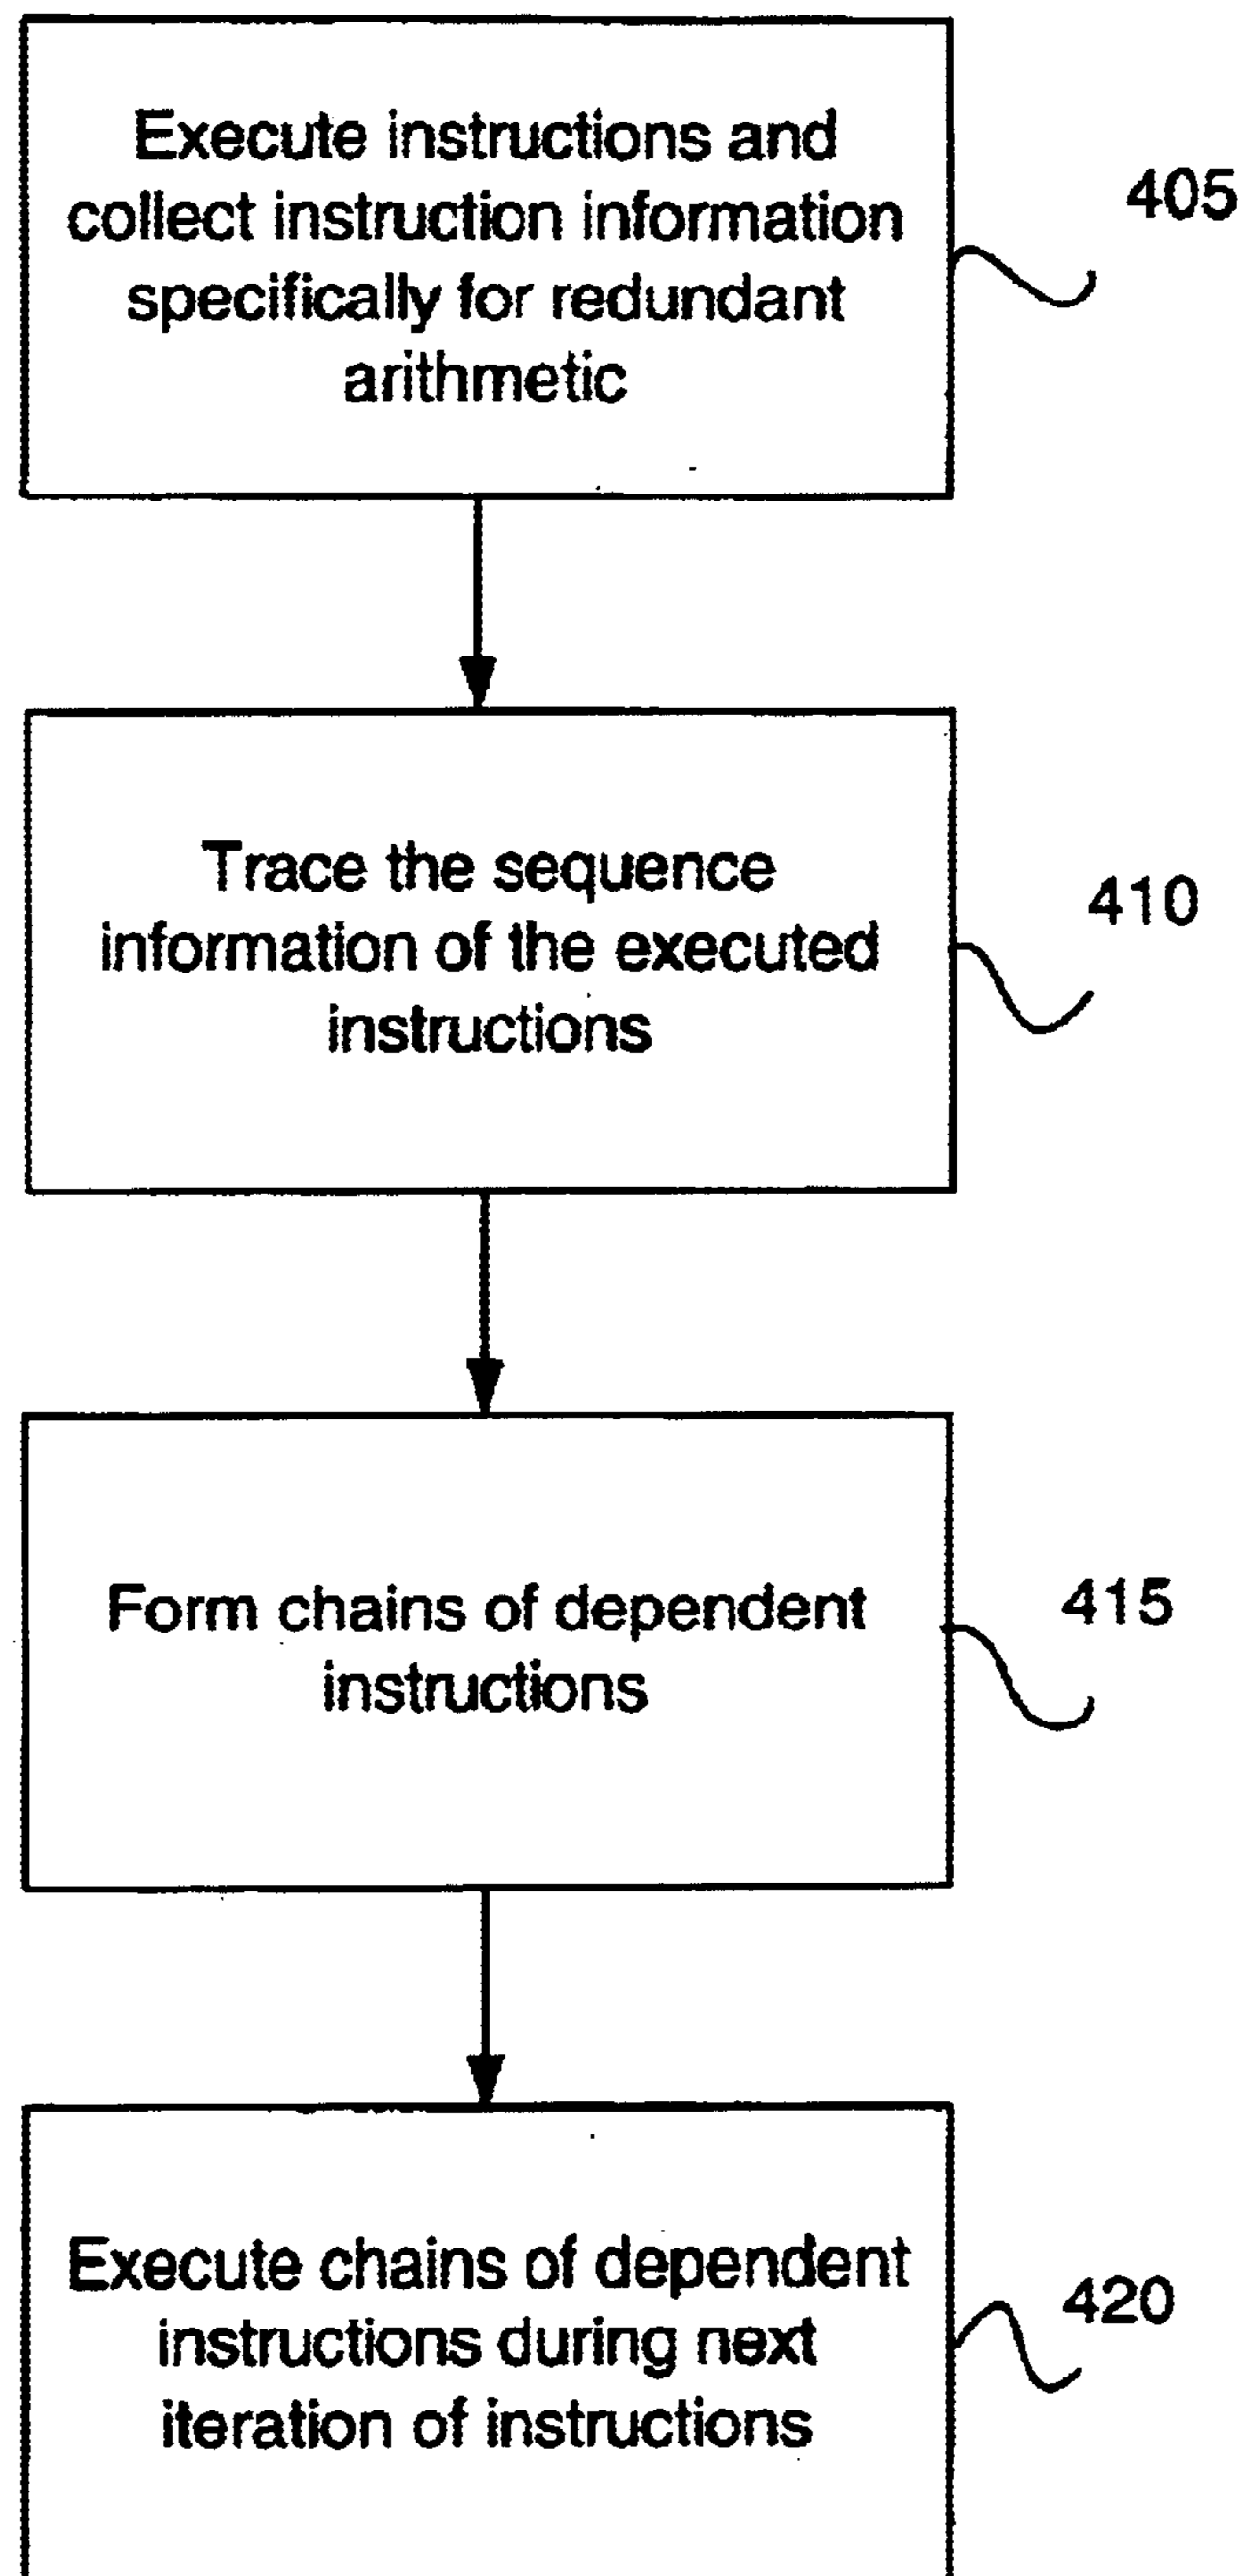 Execute instructions and
collect instruction information
specifically for redundant
arithmetic
405
Trace the sequence
information of the executed
instructions
410
Form chains of dependent
instructions
415
Execute chains of dependent
instructions during next
iteration of instructions
420